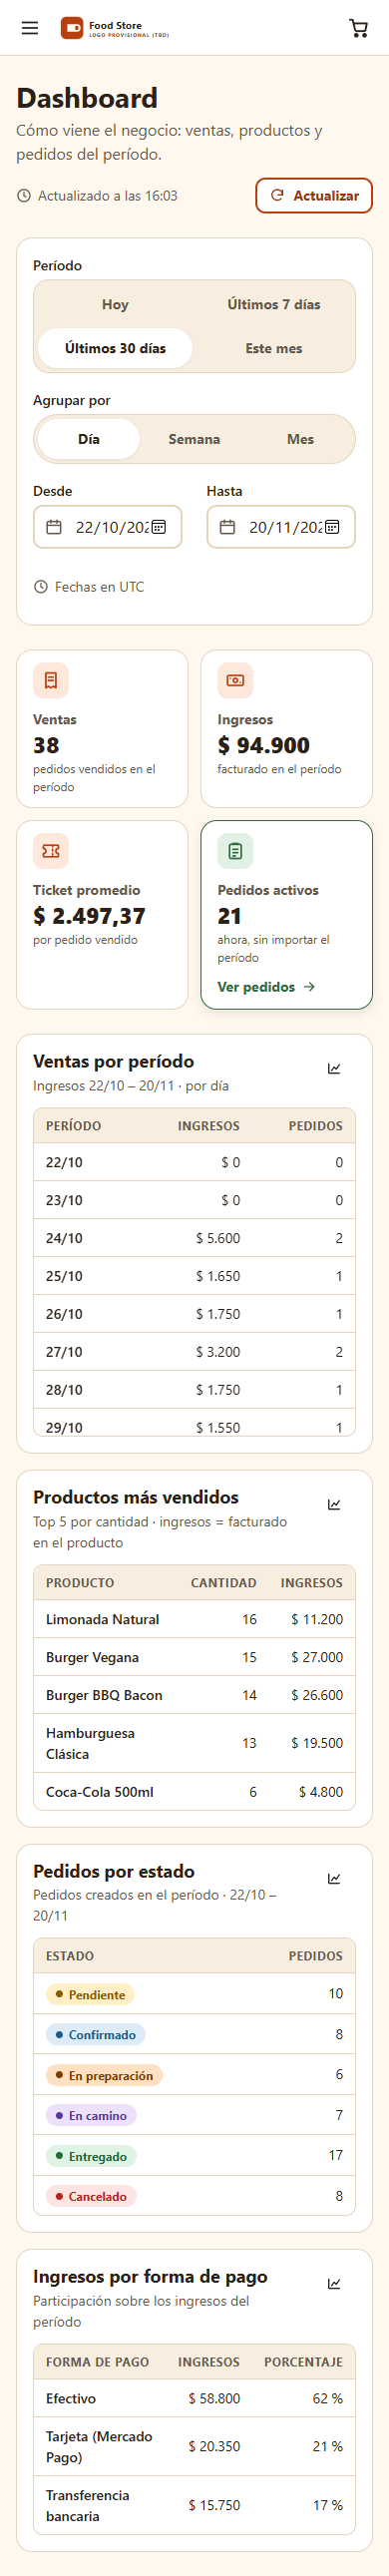 Food Store
LOGO PROVISIONAL (TBD)
Dashboard
Cómo viene el negocio: ventas, productos y
pedidos del período.
Actualizado a las 16:03
Actualizar
Período
Hoy
Últimos 7 días
Últimos 30 días
Este mes
Agrupar por
Día
Semana
Mes
Desde
Hasta
22/10/202
20/11/202
Fechas en UTC
Ventas
38
pedidos vendidos en el
período
Ingresos
$ 94.900
facturado en el período
Ticket promedio
$ 2.497,37
por pedido vendido
Pedidos activos
21
ahora, sin importar el
período
Ver pedidos →
Ventas por período
Ingresos 22/10 – 20/11 · por día
PERÍODO INGRESOS PEDIDOS
22/10 $ 0 0
23/10 $ 0 0
24/10 $ 5.600 2
25/10 $ 1.650 1
26/10 $ 1.750 1
27/10 $ 3.200 2
28/10 $ 1.750 1
29/10 $ 1.550 1
Productos más vendidos
Top 5 por cantidad · ingresos = facturado
en el producto
PRODUCTO CANTIDAD INGRESOS
Limonada Natural 16 $ 11.200
Burger Vegana 15 $ 27.000
Burger BBQ Bacon 14 $ 26.600
Hamburguesa
Clásica 13 $ 19.500
Coca-Cola 500ml 6 $ 4.800
Pedidos por estado
Pedidos creados en el período · 22/10 –
20/11
ESTADO PEDIDOS
Pendiente 10
Confirmado 8
En preparación 6
En camino 7
Entregado 17
Cancelado 8
Ingresos por forma de pago
Participación sobre los ingresos del
período
FORMA DE PAGO INGRESOS PORCENTAJE
Efectivo $ 58.800 62 %
Tarjeta (Mercado
Pago) $ 20.350 21 %
Transferencia
bancaria $ 15.750 17 %